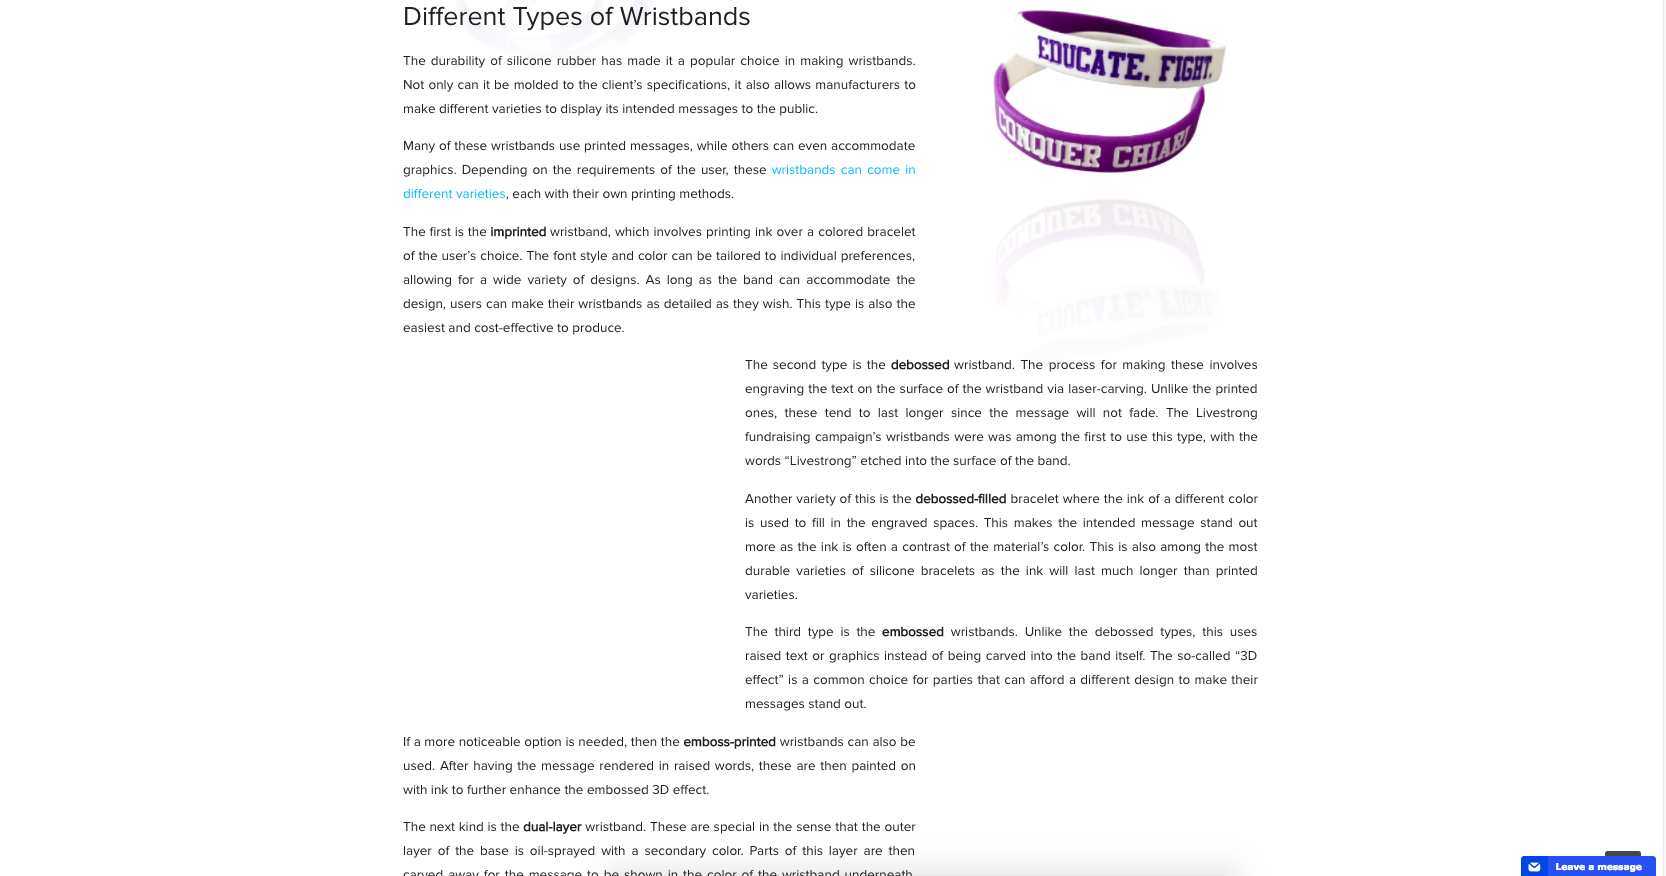 Different Types of Wristbands
The durability of silicone rubber has made it a popular choice in making wristbands.
Not only can it be molded to the client’s specifications, it also allows manufacturers to
make different varieties to display its intended messages to the public.
Many of these wristbands use printed messages, while others can even accommodate
graphics. Depending on the requirements of the user, these wristbands can come in
different varieties, each with their own printing methods.
The first is the imprinted wristband, which involves printing ink over a colored bracelet
of the user’s choice. The font style and color can be tailored to individual preferences,
allowing for a wide variety of designs. As long as the band can accommodate the
design, users can make their wristbands as detailed as they wish. This type is also the
easiest and cost-effective to produce.
EDUCATE. FIGHT.
CONQUER CHIARI
The second type is the debossed wristband. The process for making these involves
engraving the text on the surface of the wristband via laser-carving. Unlike the printed
ones, these tend to last longer since the message will not fade. The Livestrong
fundraising campaign’s wristbands were was among the first to use this type, with the
words “Livestrong” etched into the surface of the band.
Another variety of this is the debossed-filled bracelet where the ink of a different color
is used to fill in the engraved spaces. This makes the intended message stand out
more as the ink is often a contrast of the material’s color. This is also among the most
durable varieties of silicone bracelets as the ink will last much longer than printed
varieties.
The third type is the embossed wristbands. Unlike the debossed types, this uses
raised text or graphics instead of being carved into the band itself. The so-called “3D
effect” is a common choice for parties that can afford a different design to make their
messages stand out.
If a more noticeable option is needed, then the emboss-printed wristbands can also be
used. After having the message rendered in raised words, these are then painted on
with ink to further enhance the embossed 3D effect.
The next kind is the dual-layer wristband. These are special in the sense that the outer
layer of the base is oil-sprayed with a secondary color. Parts of this layer are then
carved away for the message to be shown in the color of the wristband underneath.
Leave a message